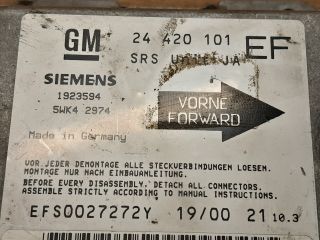 GM 24 420 101 EF
SRS
SIEMENS
1923594
5WK4 2974
VORNE
FORWARD
Made in Germany
VOR JEDER DEMONTAGE ALLE STECKVERBINDUNGEN LOESEN.
MONTAGE NUR NACH EINBAUANLEITUNG.
BEFORE EVERY DISASSEMBLY, DETACH ALL CONNECTORS.
ASSEMBLE STRICTLY ACCORDING TO MANUAL INSTRUCTIONS.
EFS0027272Y 19/00 21 10.3